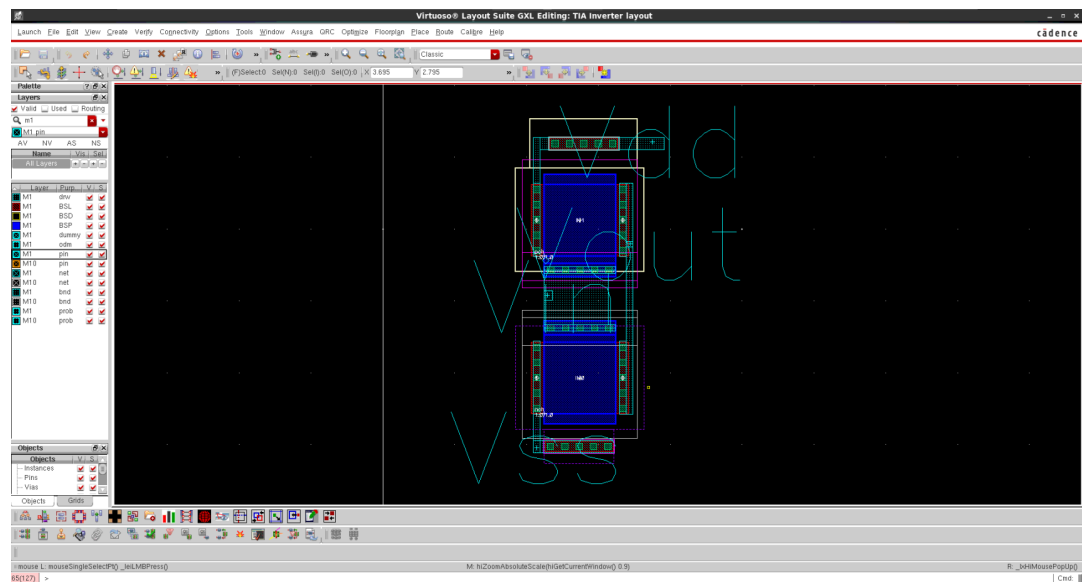 Virtuoso® Layout Suite GXL Editing: TIA Inverter layout
Launch File Edit View Create Verify Connectivity Options Tools Window Assura QRC Optimize Floorplan Place Route Calibre Help
cādence
Classic
(F)Select:0 Sel(N):0 Sel(I):0 Sel(O):0 X 3.695 Y 2.795
Palette
Layers
Valid Used Routing
m1
M1 pin
AV NV AS NS
Name Vis Sel
All Layers
Layer Purp V S
M1 drw
M1 BSL
M1 BSD
M1 BSP
M1 dummy
M1 odm
M1 pin
M10 pin
M1 net
M10 net
M1 bnd
M10 bnd
M1 prob
M10 prob
Objects
Objects V S
Instances
Pins
Vias
Objects Grids
Vdd
Vout
Vin
Vss
mouse L: mouseSingleSelectPt() _leiLMBPress()
M: hiZoomAbsoluteScale(hiGetCurrentWindow() 0.9)
R: _lxHiMousePopUp()
65(127) >
Cmd: